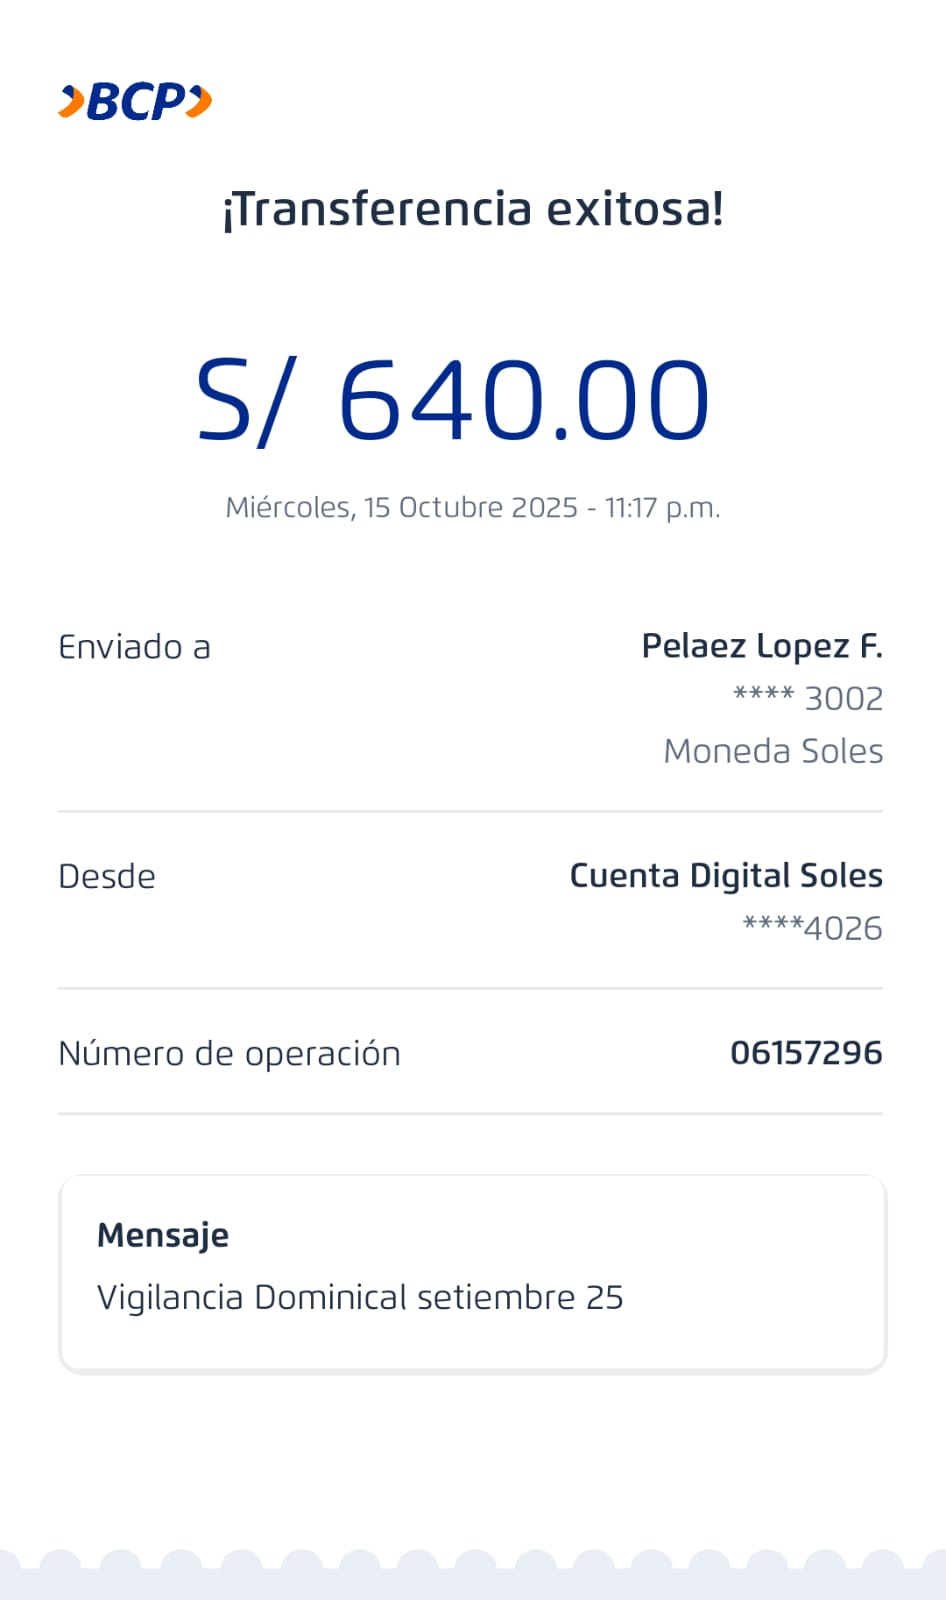 BCP
¡Transferencia exitosa!
S/ 640.00
Miércoles, 15 Octubre 2025 - 11:17 p.m.
Enviado a
Pelaez Lopez F.
**** 3002
Moneda Soles
Desde
Cuenta Digital Soles
****4026
Número de operación
06157296
Mensaje
Vigilancia Dominical setiembre 25